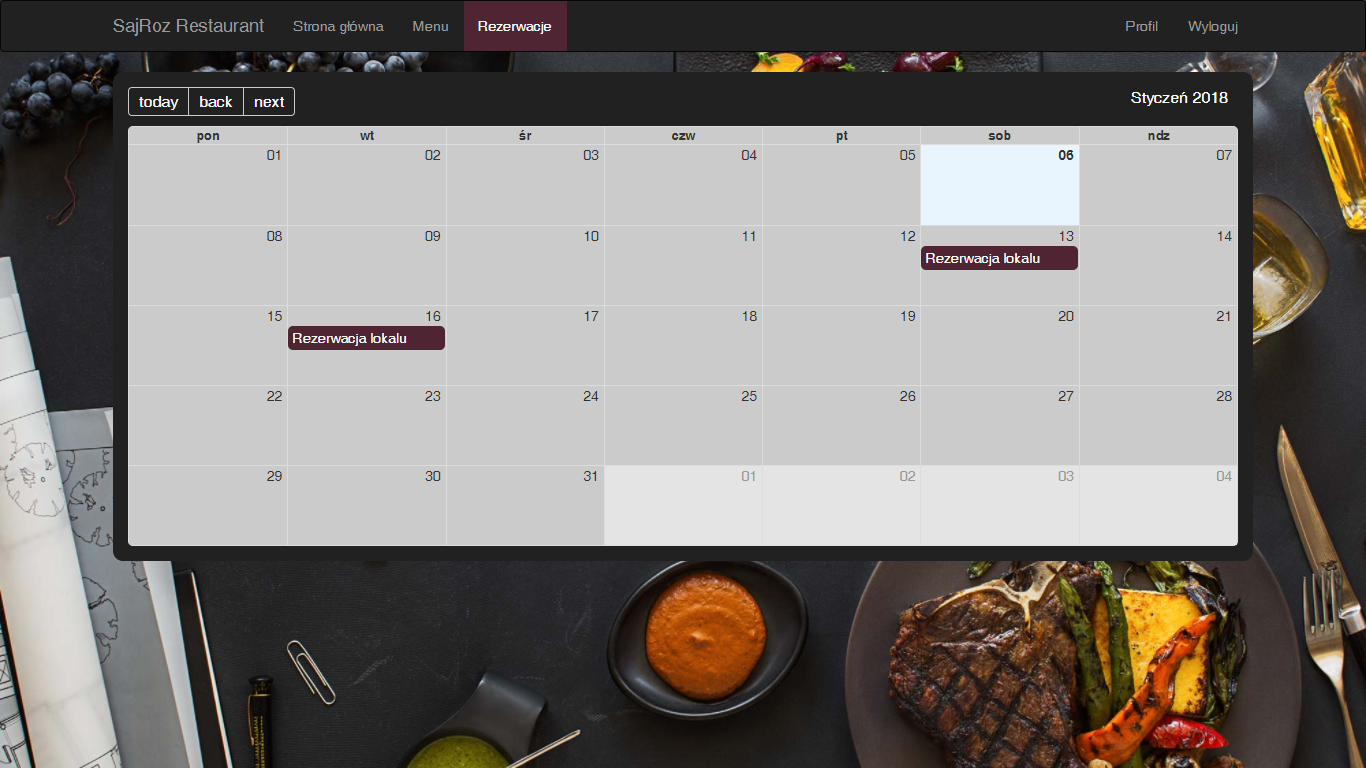 SajRoz Restaurant Strona główna Menu Rezerwacje Profil Wyloguj
today back next Styczeń 2018
pon wt śr czw pt sob ndz
01 02 03 04 05 06 07
08 09 10 11 12 13 14
Rezerwacja lokalu
15 16 17 18 19 20 21
Rezerwacja lokalu
22 23 24 25 26 27 28
29 30 31 01 02 03 04